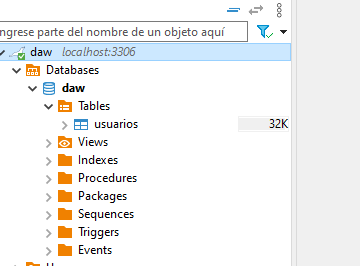 ngrese parte del nombre de un objeto aquí
daw localhost:3306
Databases
daw
Tables
usuarios 32K
Views
Indexes
Procedures
Packages
Sequences
Triggers
Events